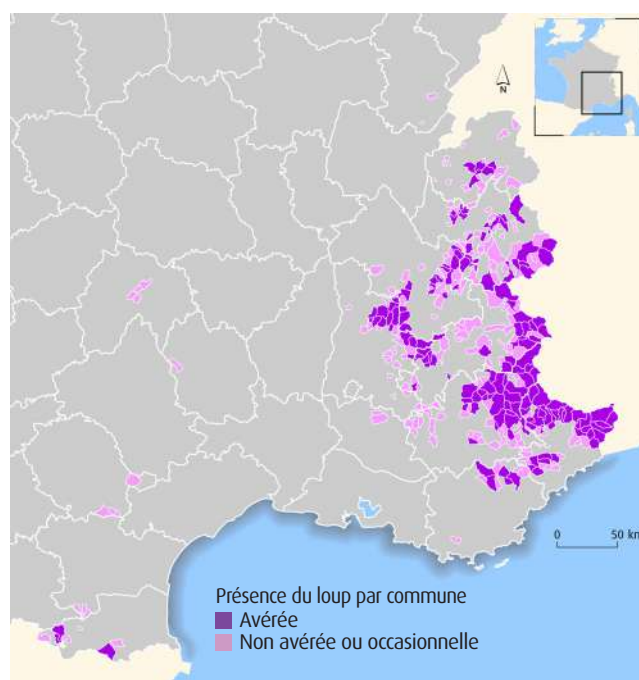 N
0 50 km
Présence du loup par commune
Avérée
Non avérée ou occasionnelle